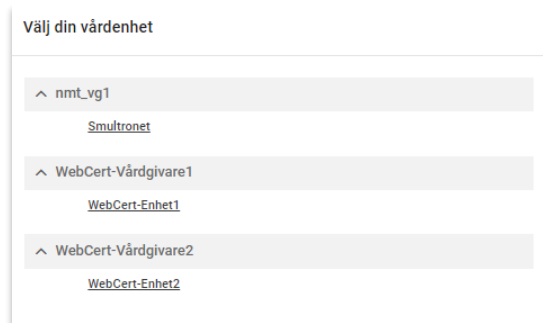 Välj din vårdenhet
nmt_vg1
Smultronet
WebCert-Vårdgivare1
WebCert-Enhet1
WebCert-Vårdgivare2
WebCert-Enhet2